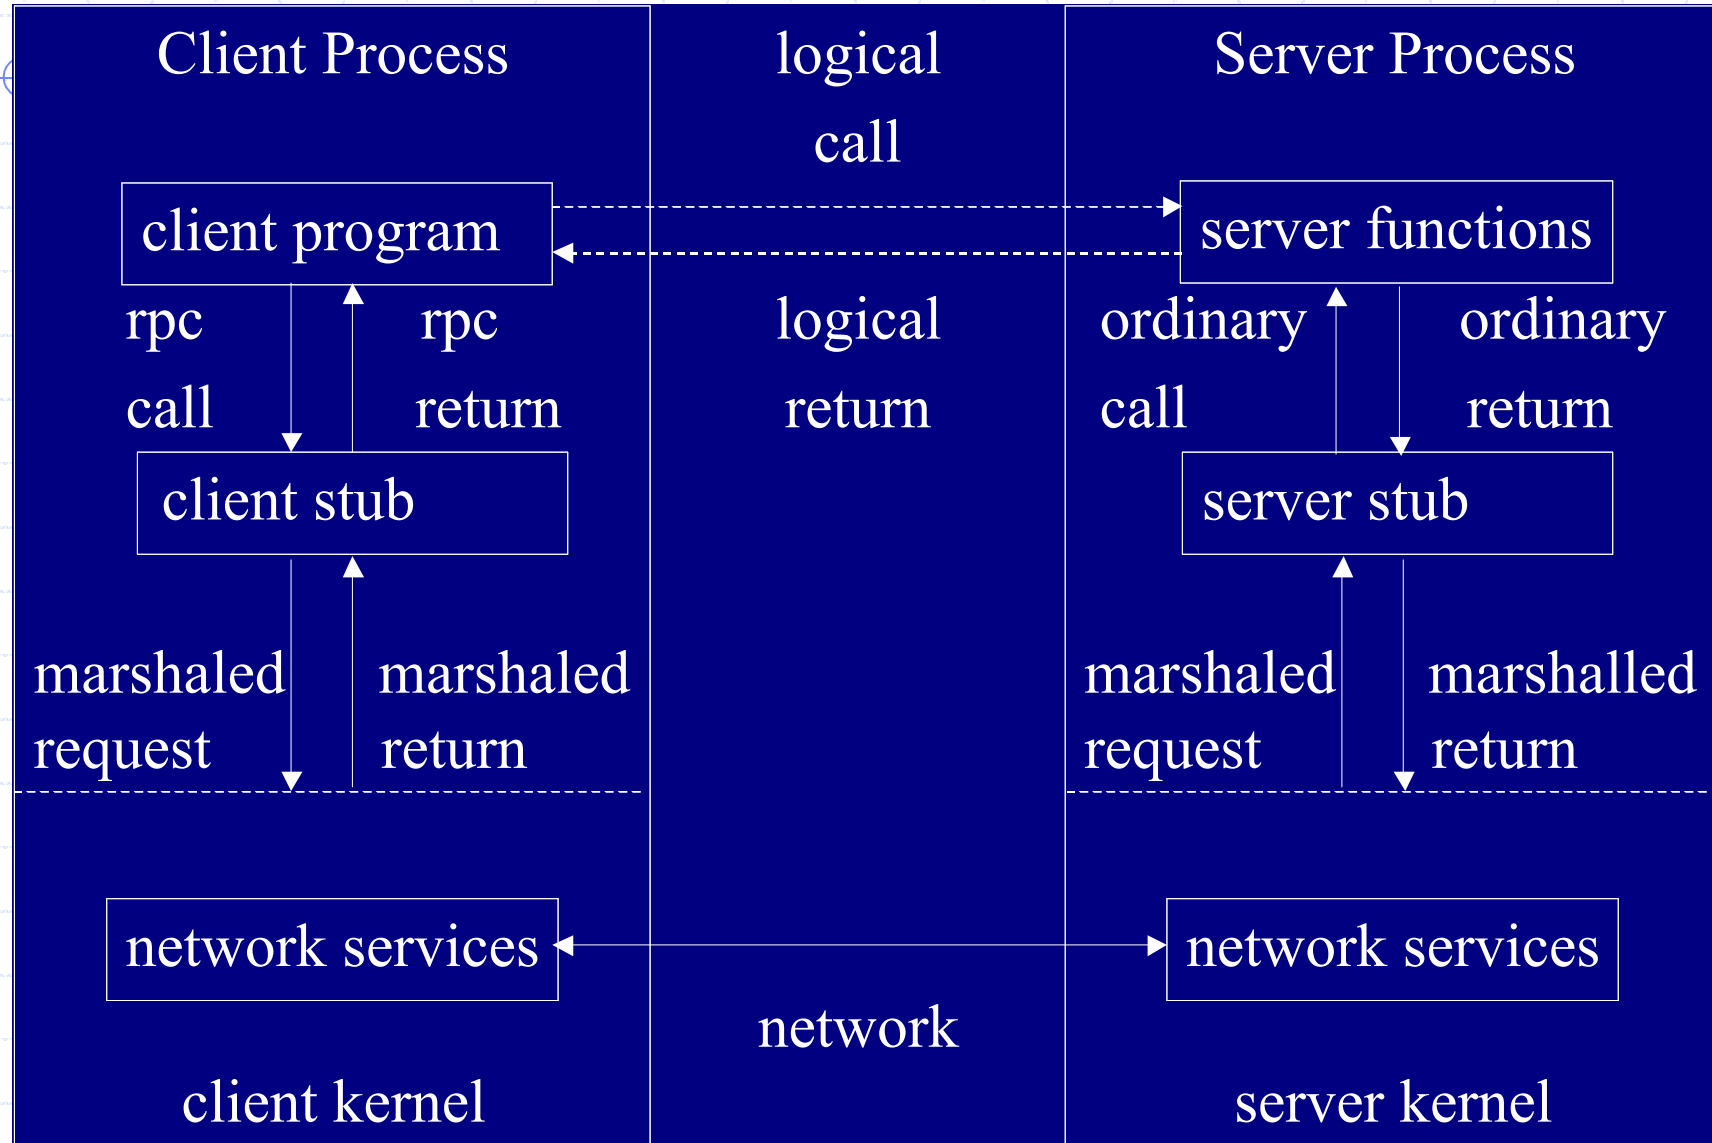 Client Process
logical
call
Server Process
client program
server functions
rpc
call
rpc
return
logical
return
ordinary
call
ordinary
return
client stub
server stub
marshaled
request
marshaled
return
marshaled
request
marshalled
return
network services
network services
network
client kernel
server kernel